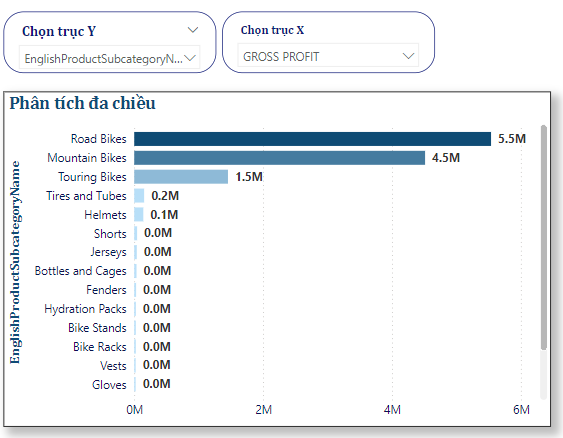 Chọn trục Y
EnglishProductSubcategoryN...
Chọn trục X
GROSS PROFIT
Phân tích đa chiều
EnglishProductSubcategoryName
Road Bikes 5.5M
Mountain Bikes 4.5M
Touring Bikes 1.5M
Tires and Tubes 0.2M
Helmets 0.1M
Shorts 0.0M
Jerseys 0.0M
Bottles and Cages 0.0M
Fenders 0.0M
Hydration Packs 0.0M
Bike Stands 0.0M
Bike Racks 0.0M
Vests 0.0M
Gloves 0.0M
0M 2M 4M 6M